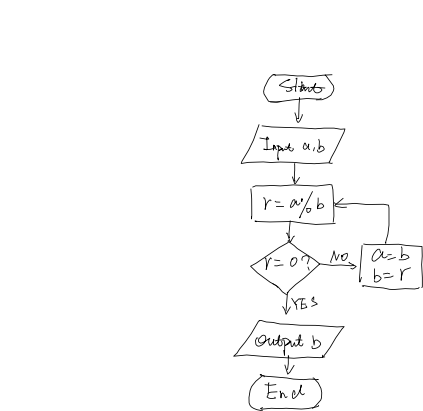 Start
Input a,b
r = a%b
r = 0?
NO
a=b
b=r
YES
Output b
End